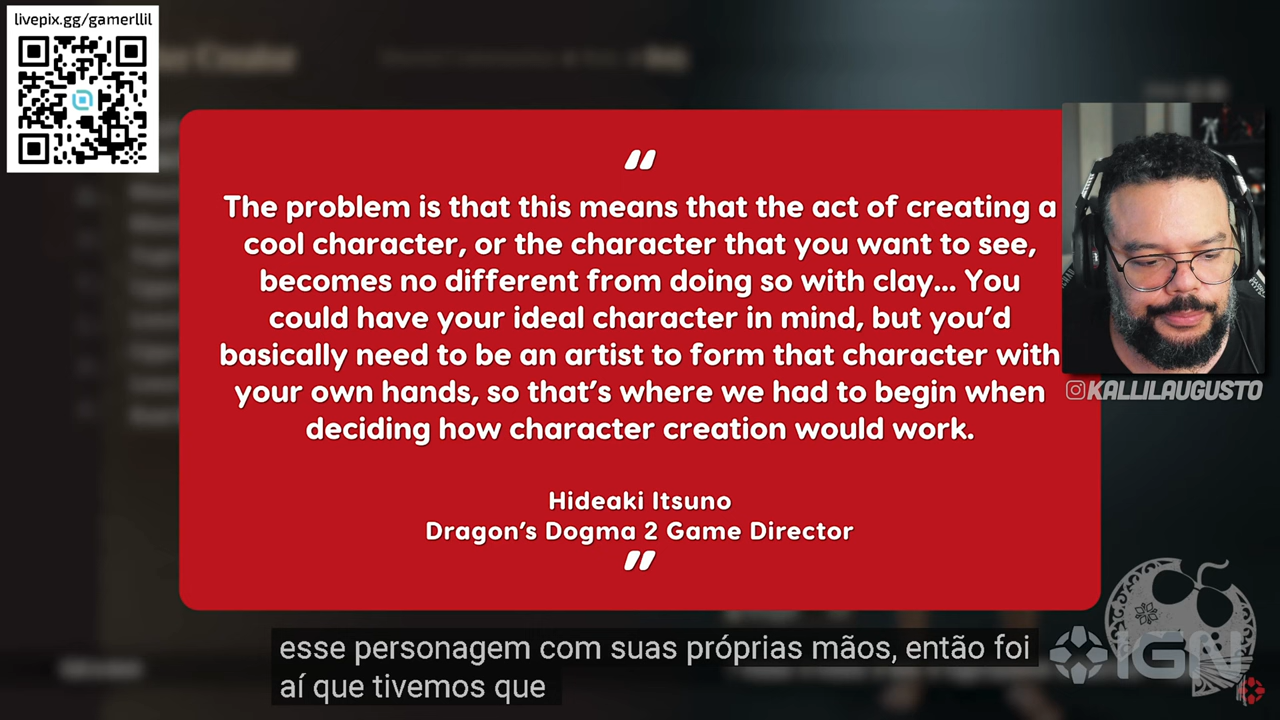 livepix.gg/gamerllil
"
The problem is that this means that the act of creating a
cool character, or the character that you want to see,
becomes no different from doing so with clay... You
could have your ideal character in mind, but you'd
basically need to be an artist to form that character with
your own hands, so that's where we had to begin when
deciding how character creation would work.
Hideaki Itsuno
Dragon's Dogma 2 Game Director
"
KALLILAUGUSTO
esse personagem com suas próprias mãos, então foi
aí que tivemos que
IGN